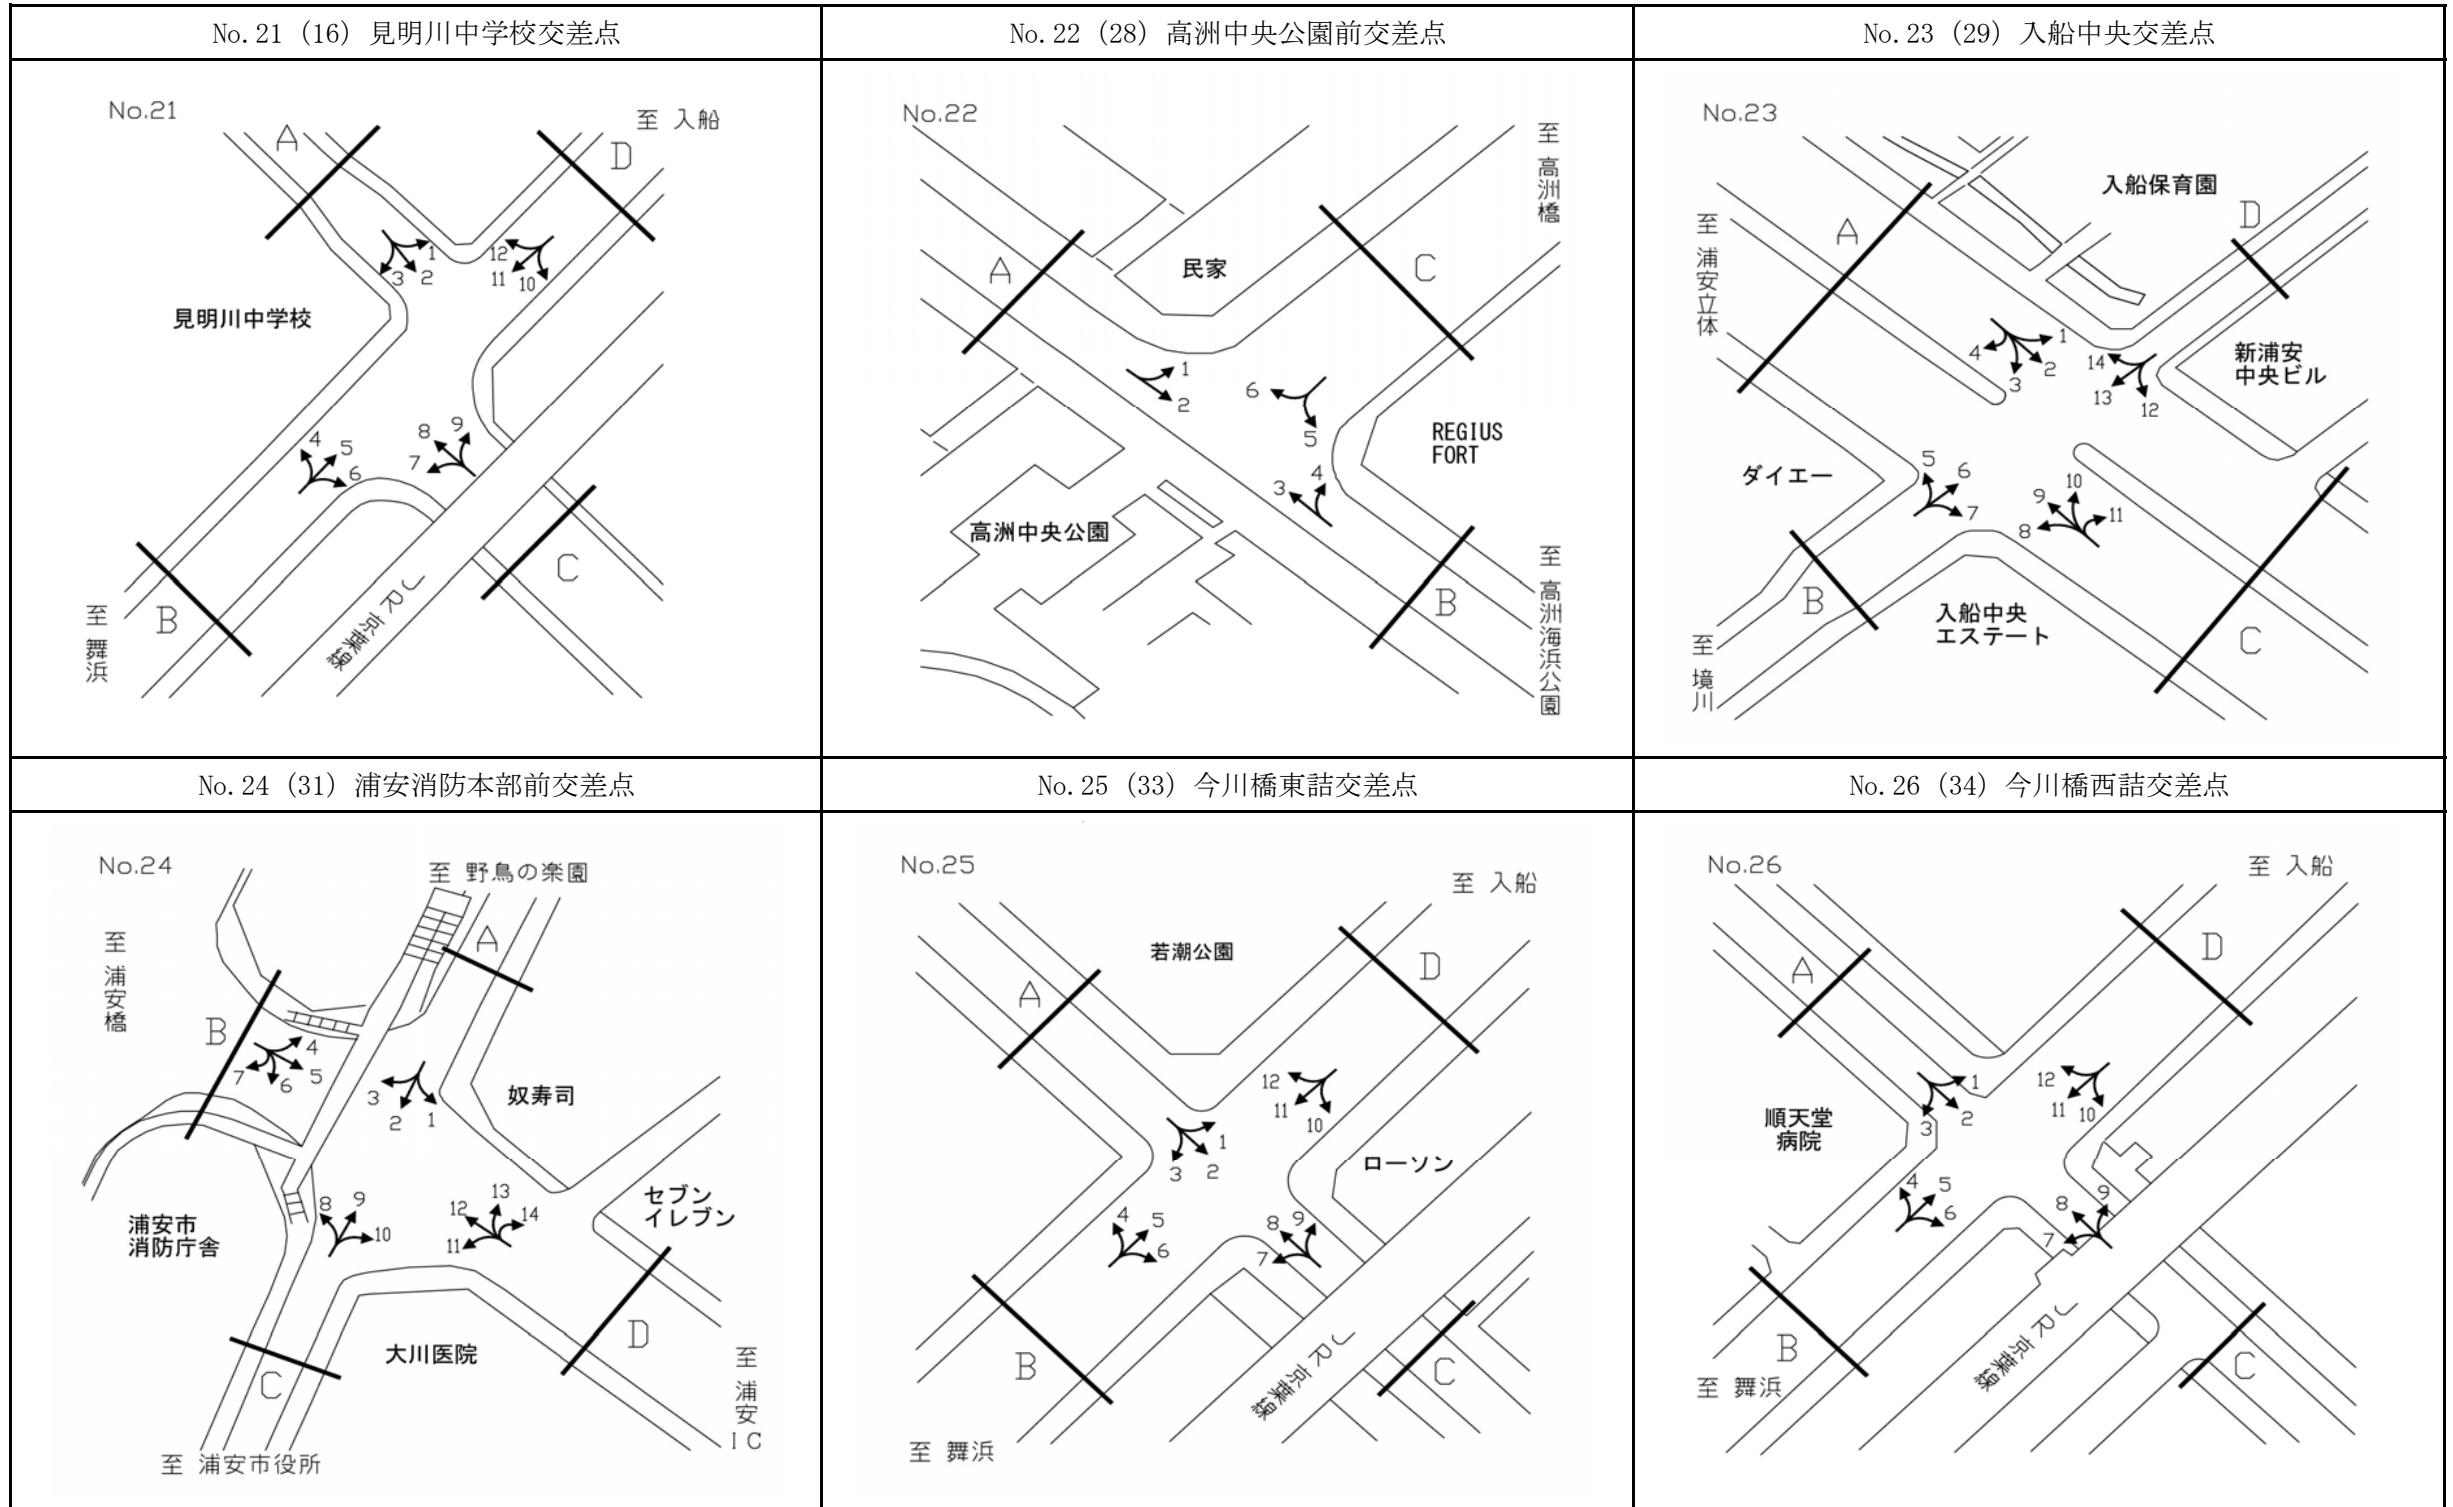 No.21（16）見明川中学校交差点
No.22（28）高洲中央公園前交差点
No.23（29）入船中央交差点
No.21
至 入船
A
D
1
2
3
12
11
10
見明川中学校
4
5
6
8
9
7
B
C
至 舞浜
JR京葉線
No.22
至 高洲橋
A
民家
C
1
2
6
5
3
4
REGIUS
FORT
高洲中央公園
B
至 高洲海浜公園
No.23
入船保育園
至 浦安立体
A
D
1
2
3
4
14
13
12
新浦安
中央ビル
ダイエー
5
6
7
9
10
11
8
B
入船中央
エステート
C
至 境川
No.24（31）浦安消防本部前交差点
No.25（33）今川橋東詰交差点
No.26（34）今川橋西詰交差点
No.24
至 野鳥の楽園
至 浦安橋
A
B
4
5
6
7
3
2
1
奴寿司
8
9
10
12
13
14
11
セブン
イレブン
浦安市
消防庁舎
大川医院
D
C
至 浦安IC
至 浦安市役所
No.25
至 入船
若潮公園
A
D
12
11
10
1
2
3
ローソン
4
5
6
8
9
7
B
C
JR京葉線
至 舞浜
No.26
至 入船
A
D
1
2
3
12
11
10
順天堂
病院
4
5
6
8
9
7
B
C
JR京葉線
至 舞浜